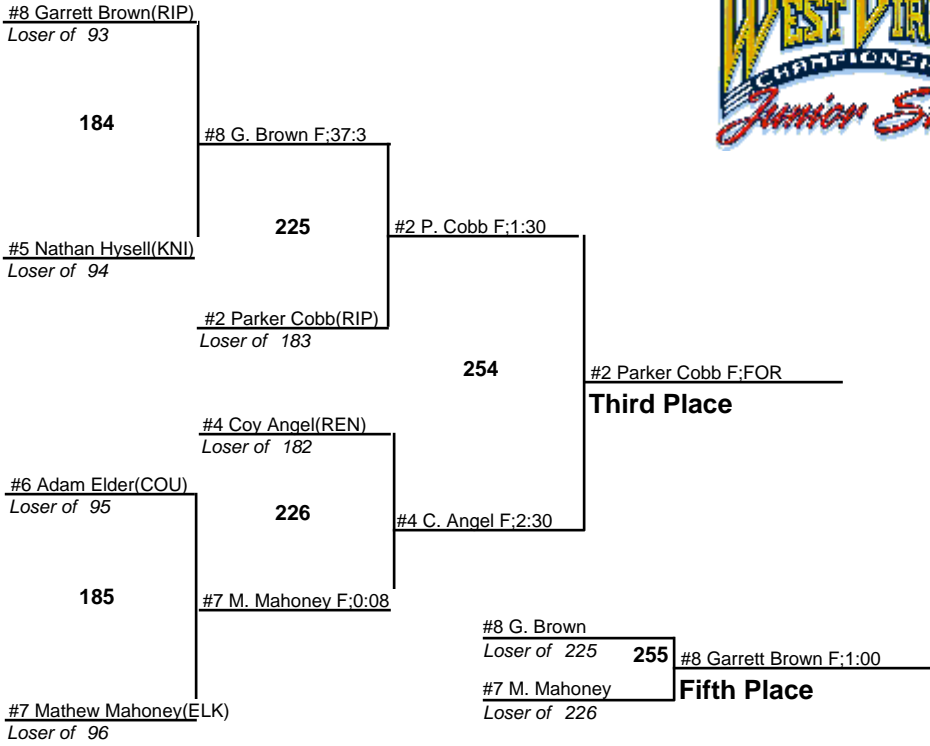 #8 Garrett Brown(RIP)
Loser of 93
184
#8 G. Brown F;37:3
225
#2 P. Cobb F;1:30
#5 Nathan Hysell(KNI)
Loser of 94
#2 Parker Cobb(RIP)
Loser of 183
254
#2 Parker Cobb F;FOR
Third Place
#4 Coy Angel(REN)
Loser of 182
#6 Adam Elder(COU)
Loser of 95
226
#4 C. Angel F;2:30
185
#7 M. Mahoney F;0:08
#8 G. Brown
Loser of 225
255
#8 Garrett Brown F;1:00
Fifth Place
#7 M. Mahoney
Loser of 226
#7 Mathew Mahoney(ELK)
Loser of 96
WEST VIR
CHAMPIONSH
Junior S